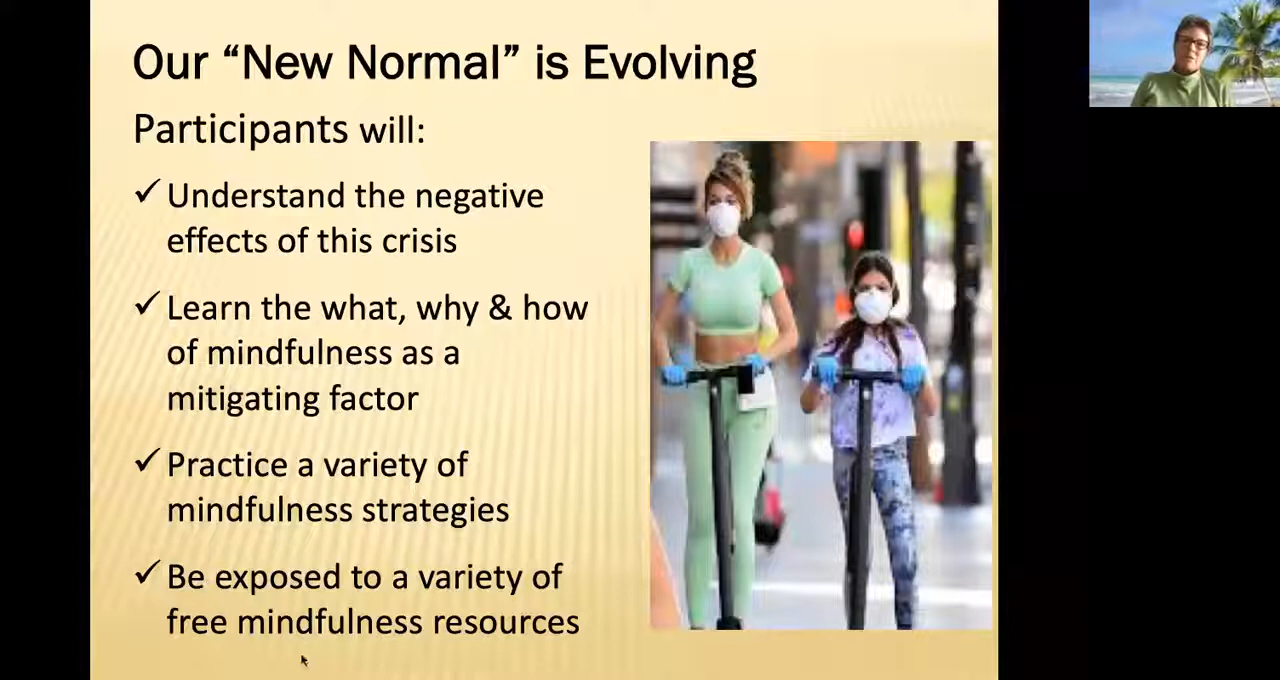 Our “New Normal” is Evolving
Participants will:
✓ Understand the negative
effects of this crisis
✓ Learn the what, why & how
of mindfulness as a
mitigating factor
✓ Practice a variety of
mindfulness strategies
✓ Be exposed to a variety of
free mindfulness resources